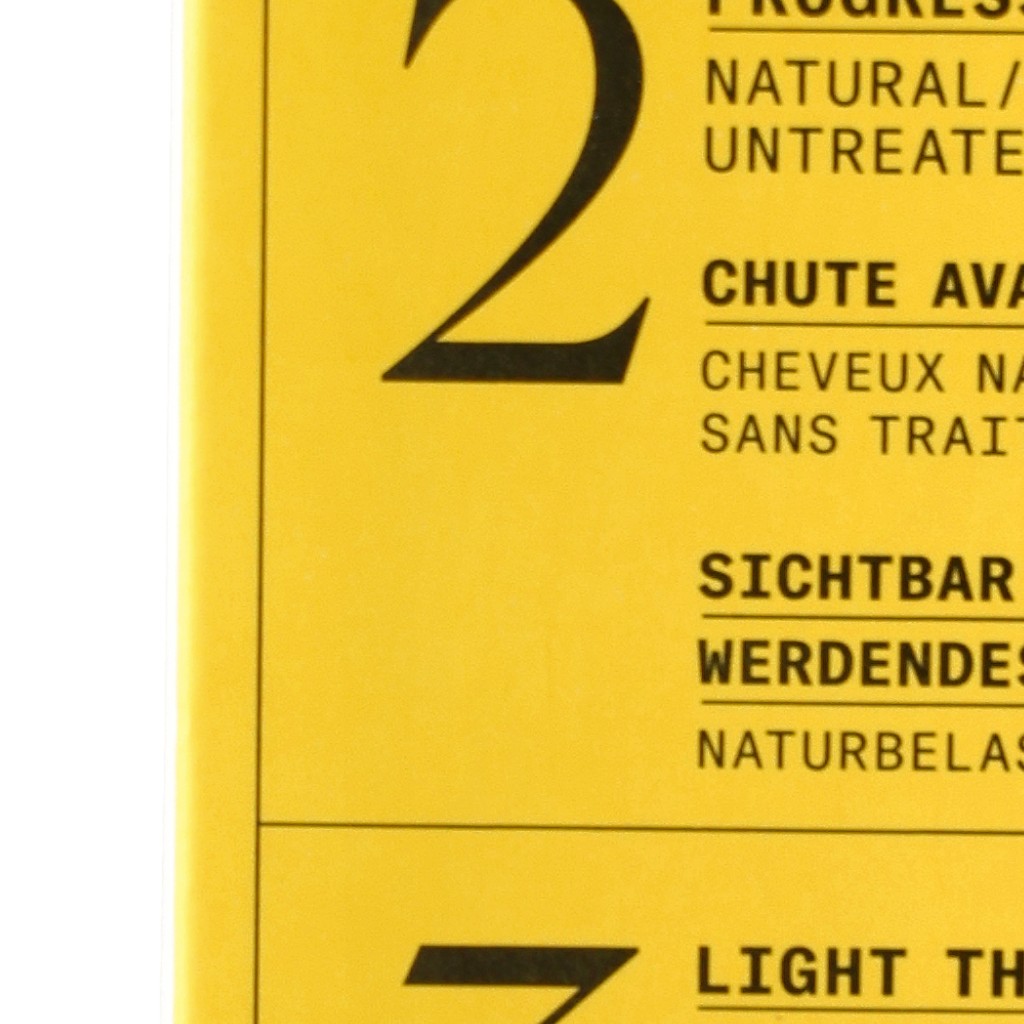 2
NATURAL/
UNTREATE
CHUTE AVA
CHEVEUX NA
SANS TRAIT
SICHTBAR
WERDENDES
NATURBELAS
LIGHT TH